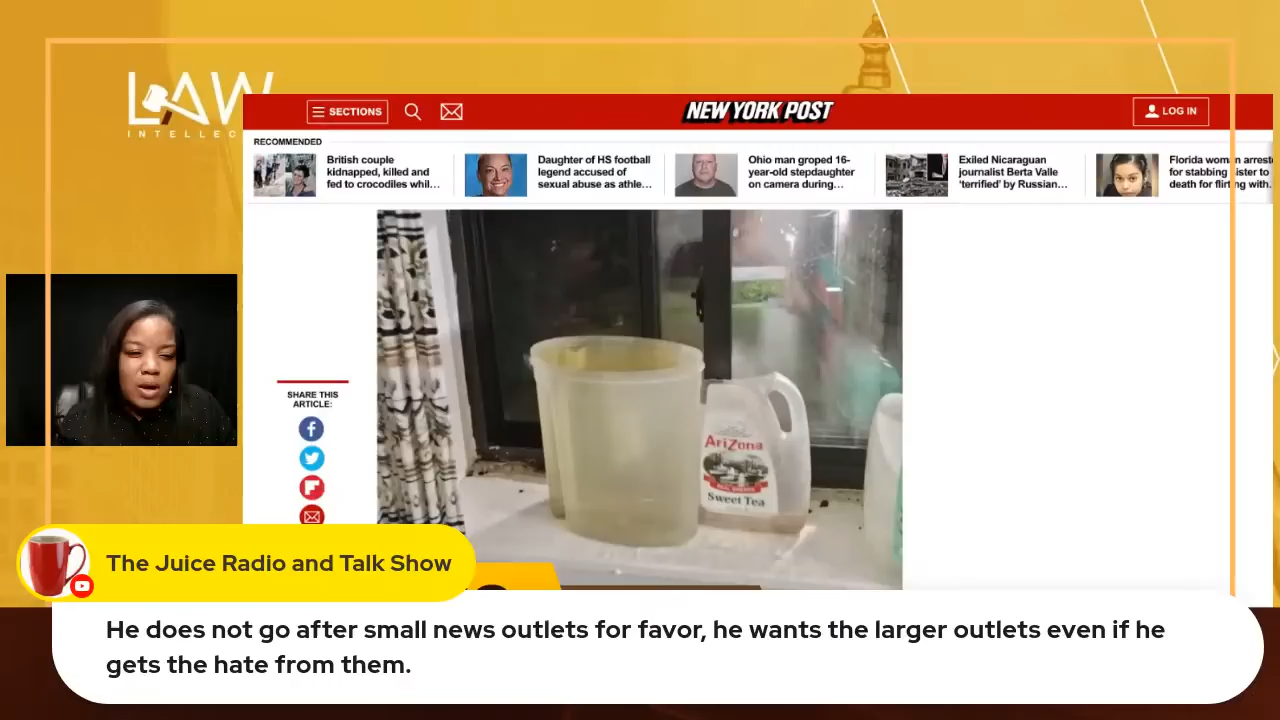 LAW
INTELLEC
SECTIONS
NEW YORK POST
LOG IN
RECOMMENDED
British couple
kidnapped, killed and
fed to crocodiles whil...
Daughter of HS football
legend accused of
sexual abuse as athle...
Ohio man groped 16-
year-old stepdaughter
on camera during...
Exiled Nicaraguan
journalist Berta Valle
‘terrified’ by Russian...
Florida woman arrest
for stabbing sister to
death for flirting with.
SHARE THIS
ARTICLE:
AriZona
Sweet Tea
The Juice Radio and Talk Show
He does not go after small news outlets for favor, he wants the larger outlets even if he
gets the hate from them.